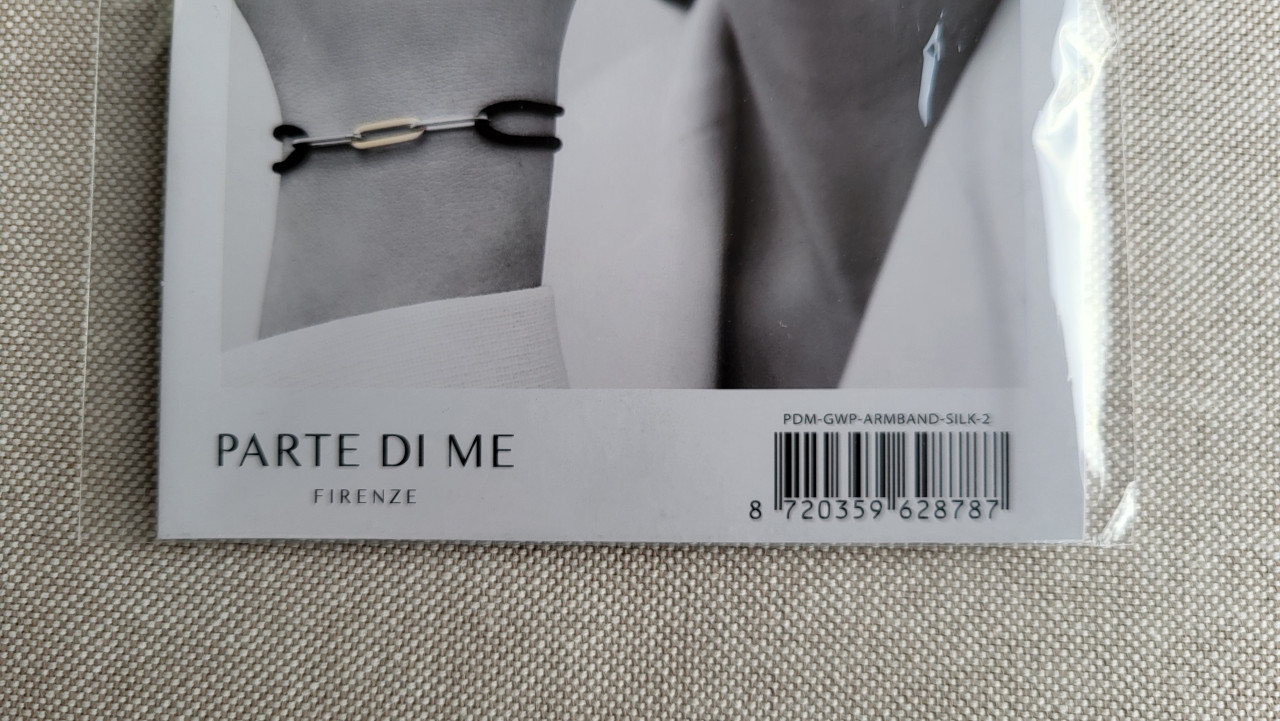 PARTE DI ME
FIRENZE
PDM-GWP-ARMBAND-SILK-2
8 720359 628787